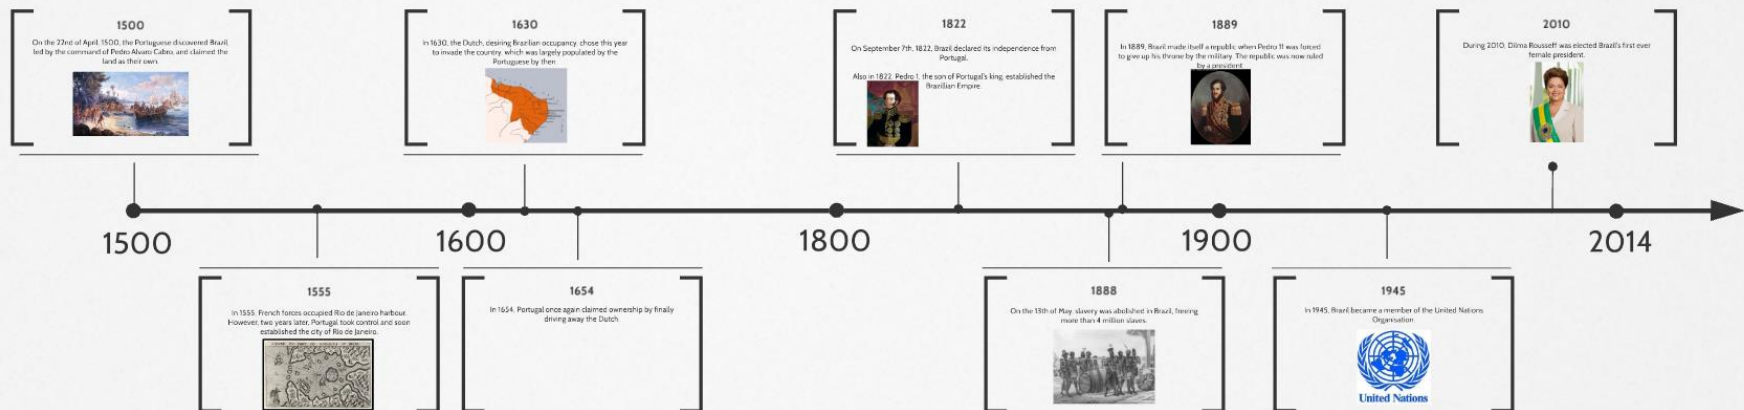 1500
On the 22nd of April, 1500, the Portuguese discovered Brazil,
led by the command of Pedro Alvaro Cabro, and claimed the
land as their own.
1630
In 1630, the Dutch, desiring Brazilian occupancy, chose this year
to invade the country, which was largely populated by the
Portuguese by then
1822
On September 7th, 1822, Brazil declared its independence from
Portugal.
Also in 1822, Pedro 1, the son of Portugal's king, established the
Brazillian Empire.
1889
In 1889, Brazil made itself a republic when Pedro 11 was forced
to give up his throne by the military. The republic was now ruled
by a president
2010
During 2010, Dilma Rousseff was elected Brazil's first ever
female president.
1500
1600
1800
1900
2014
1555
In 1555, French forces occupied Rio de Janeiro harbour.
However, two years later, Portugal took control and soon
established the city of Rio de Janeiro.
1654
In 1654, Portugal once again claimed ownership by finally
driving away the Dutch
1888
On the 13th of May, slavery was abolished in Brazil, freeing
more than 4 million slaves.
1945
In 1945, Brazil became a member of the United Nations
Organisation.
United Nations